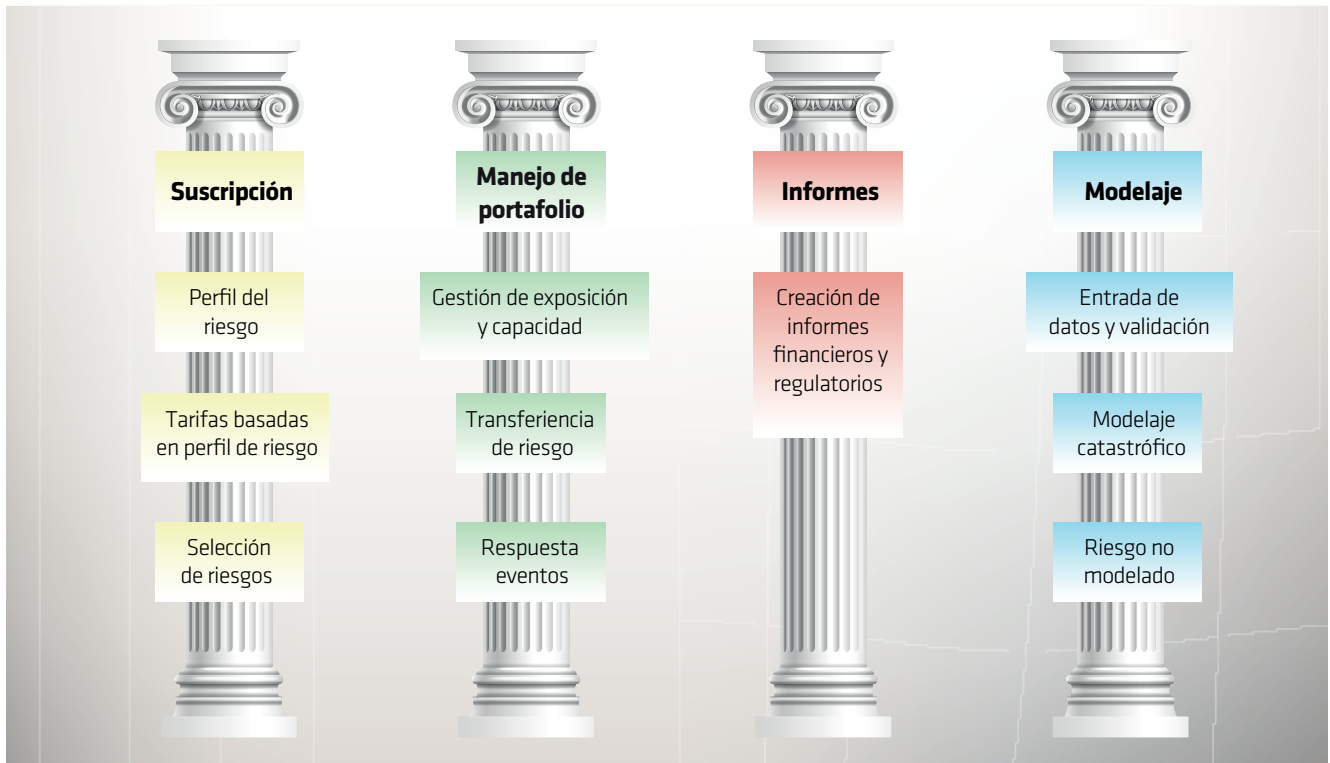 Suscripción
Perfil del
riesgo
Tarifas basadas
en perfil de riesgo
Selección
de riesgos
Manejo de
portafolio
Gestión de exposición
y capacidad
Transferiencia
de riesgo
Respuesta
eventos
Informes
Creación de
informes
financieros y
regulatorios
Modelaje
Entrada de
datos y validación
Modelaje
catastrófico
Riesgo no
modelado